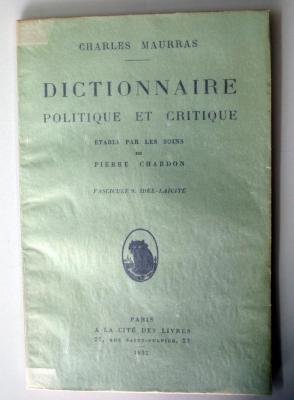 CHARLES MAURRAS
DICTIONNAIRE
POLITIQUE ET CRITIQUE
ÉTABLI PAR LES SOINS
DE
PIERRE CHARDON
FASCICULE 9. IDÉE-LAÏCITÉ
PARIS
A LA CITÉ DES LIVRES
27, RUE SAINT-SULPICE, 27
1932